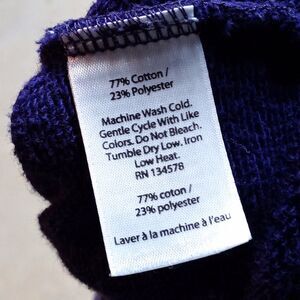 77% Cotton /
23% Polyester
Machine Wash Cold.
Gentle Cycle With Like
Colors. Do Not Bleach.
Tumble Dry Low. Iron
Low Heat.
RN 134578
77% coton /
23% polyester
Laver à la machine à l'eau